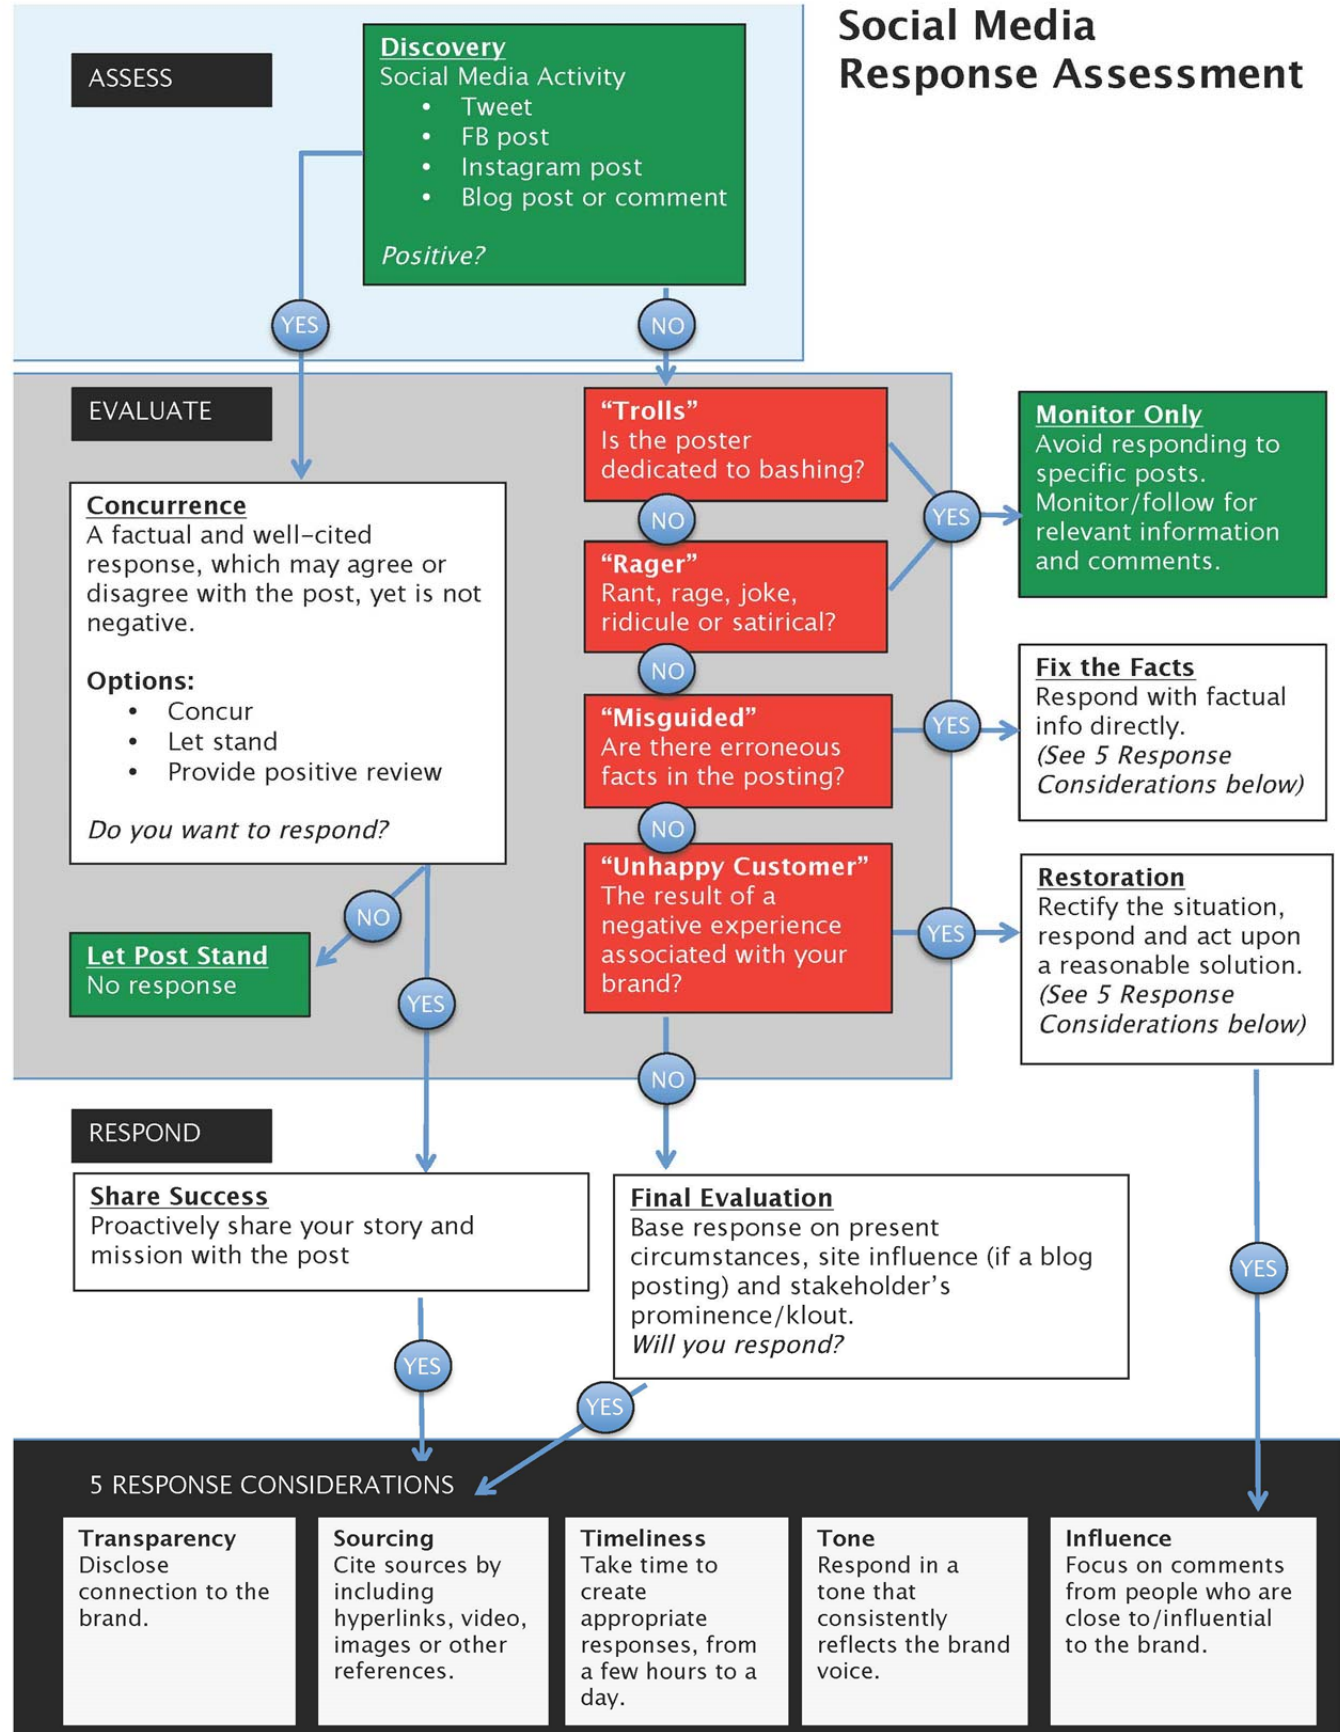 Social Media
Response Assessment
ASSESS
Discovery
Social Media Activity
• Tweet
• FB post
• Instagram post
• Blog post or comment
Positive?
YES
NO
EVALUATE
Concurrence
A factual and well-cited
response, which may agree or
disagree with the post, yet is not
negative.
Options:
• Concur
• Let stand
• Provide positive review
Do you want to respond?
NO
Let Post Stand
No response
YES
"Trolls"
Is the poster
dedicated to bashing?
NO
YES
Monitor Only
Avoid responding to
specific posts.
Monitor/follow for
relevant information
and comments.
"Rager"
Rant, rage, joke,
ridicule or satirical?
NO
"Misguided"
Are there erroneous
facts in the posting?
YES
Fix the Facts
Respond with factual
info directly.
(See 5 Response
Considerations below)
NO
"Unhappy Customer"
The result of a
negative experience
associated with your
brand?
YES
Restoration
Rectify the situation,
respond and act upon
a reasonable solution.
(See 5 Response
Considerations below)
NO
RESPOND
Share Success
Proactively share your story and
mission with the post
YES
Final Evaluation
Base response on present
circumstances, site influence (if a blog
posting) and stakeholder's
prominence/klout.
Will you respond?
YES
YES
5 RESPONSE CONSIDERATIONS
Transparency
Disclose
connection to the
brand.
Sourcing
Cite sources by
including
hyperlinks, video,
images or other
references.
Timeliness
Take time to
create
appropriate
responses, from
a few hours to a
day.
Tone
Respond in a
tone that
consistently
reflects the brand
voice.
Influence
Focus on comments
from people who are
close to/influential
to the brand.